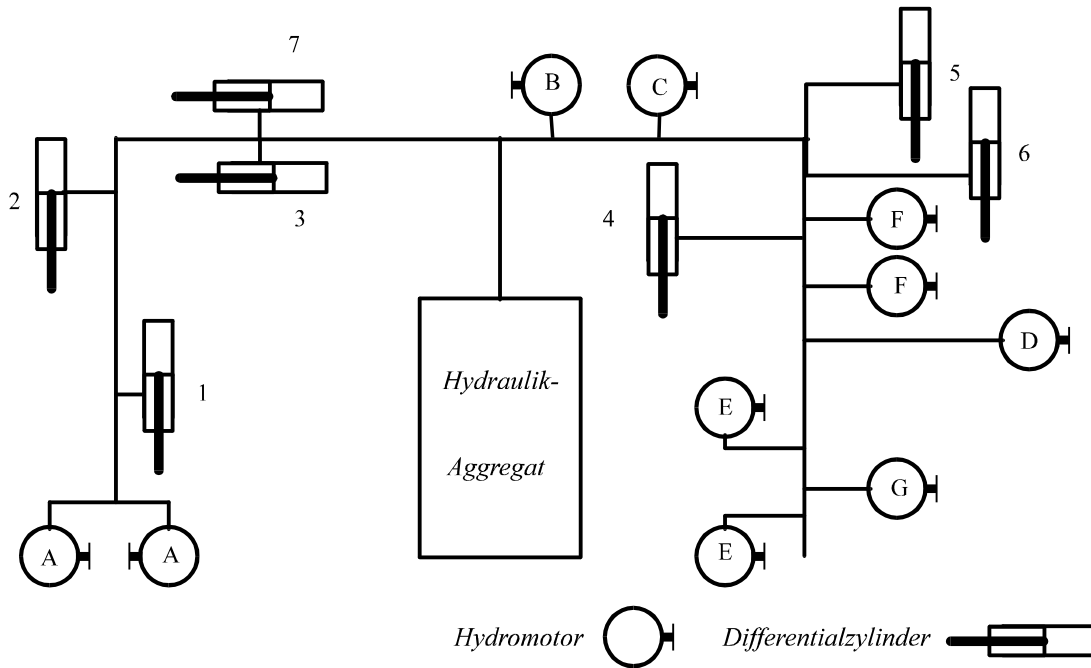 7
B
C
5
6
2
3
4
F
F
D
Hydraulik-
Aggregat
1
E
G
A
A
E
Hydromotor
Differentialzylinder